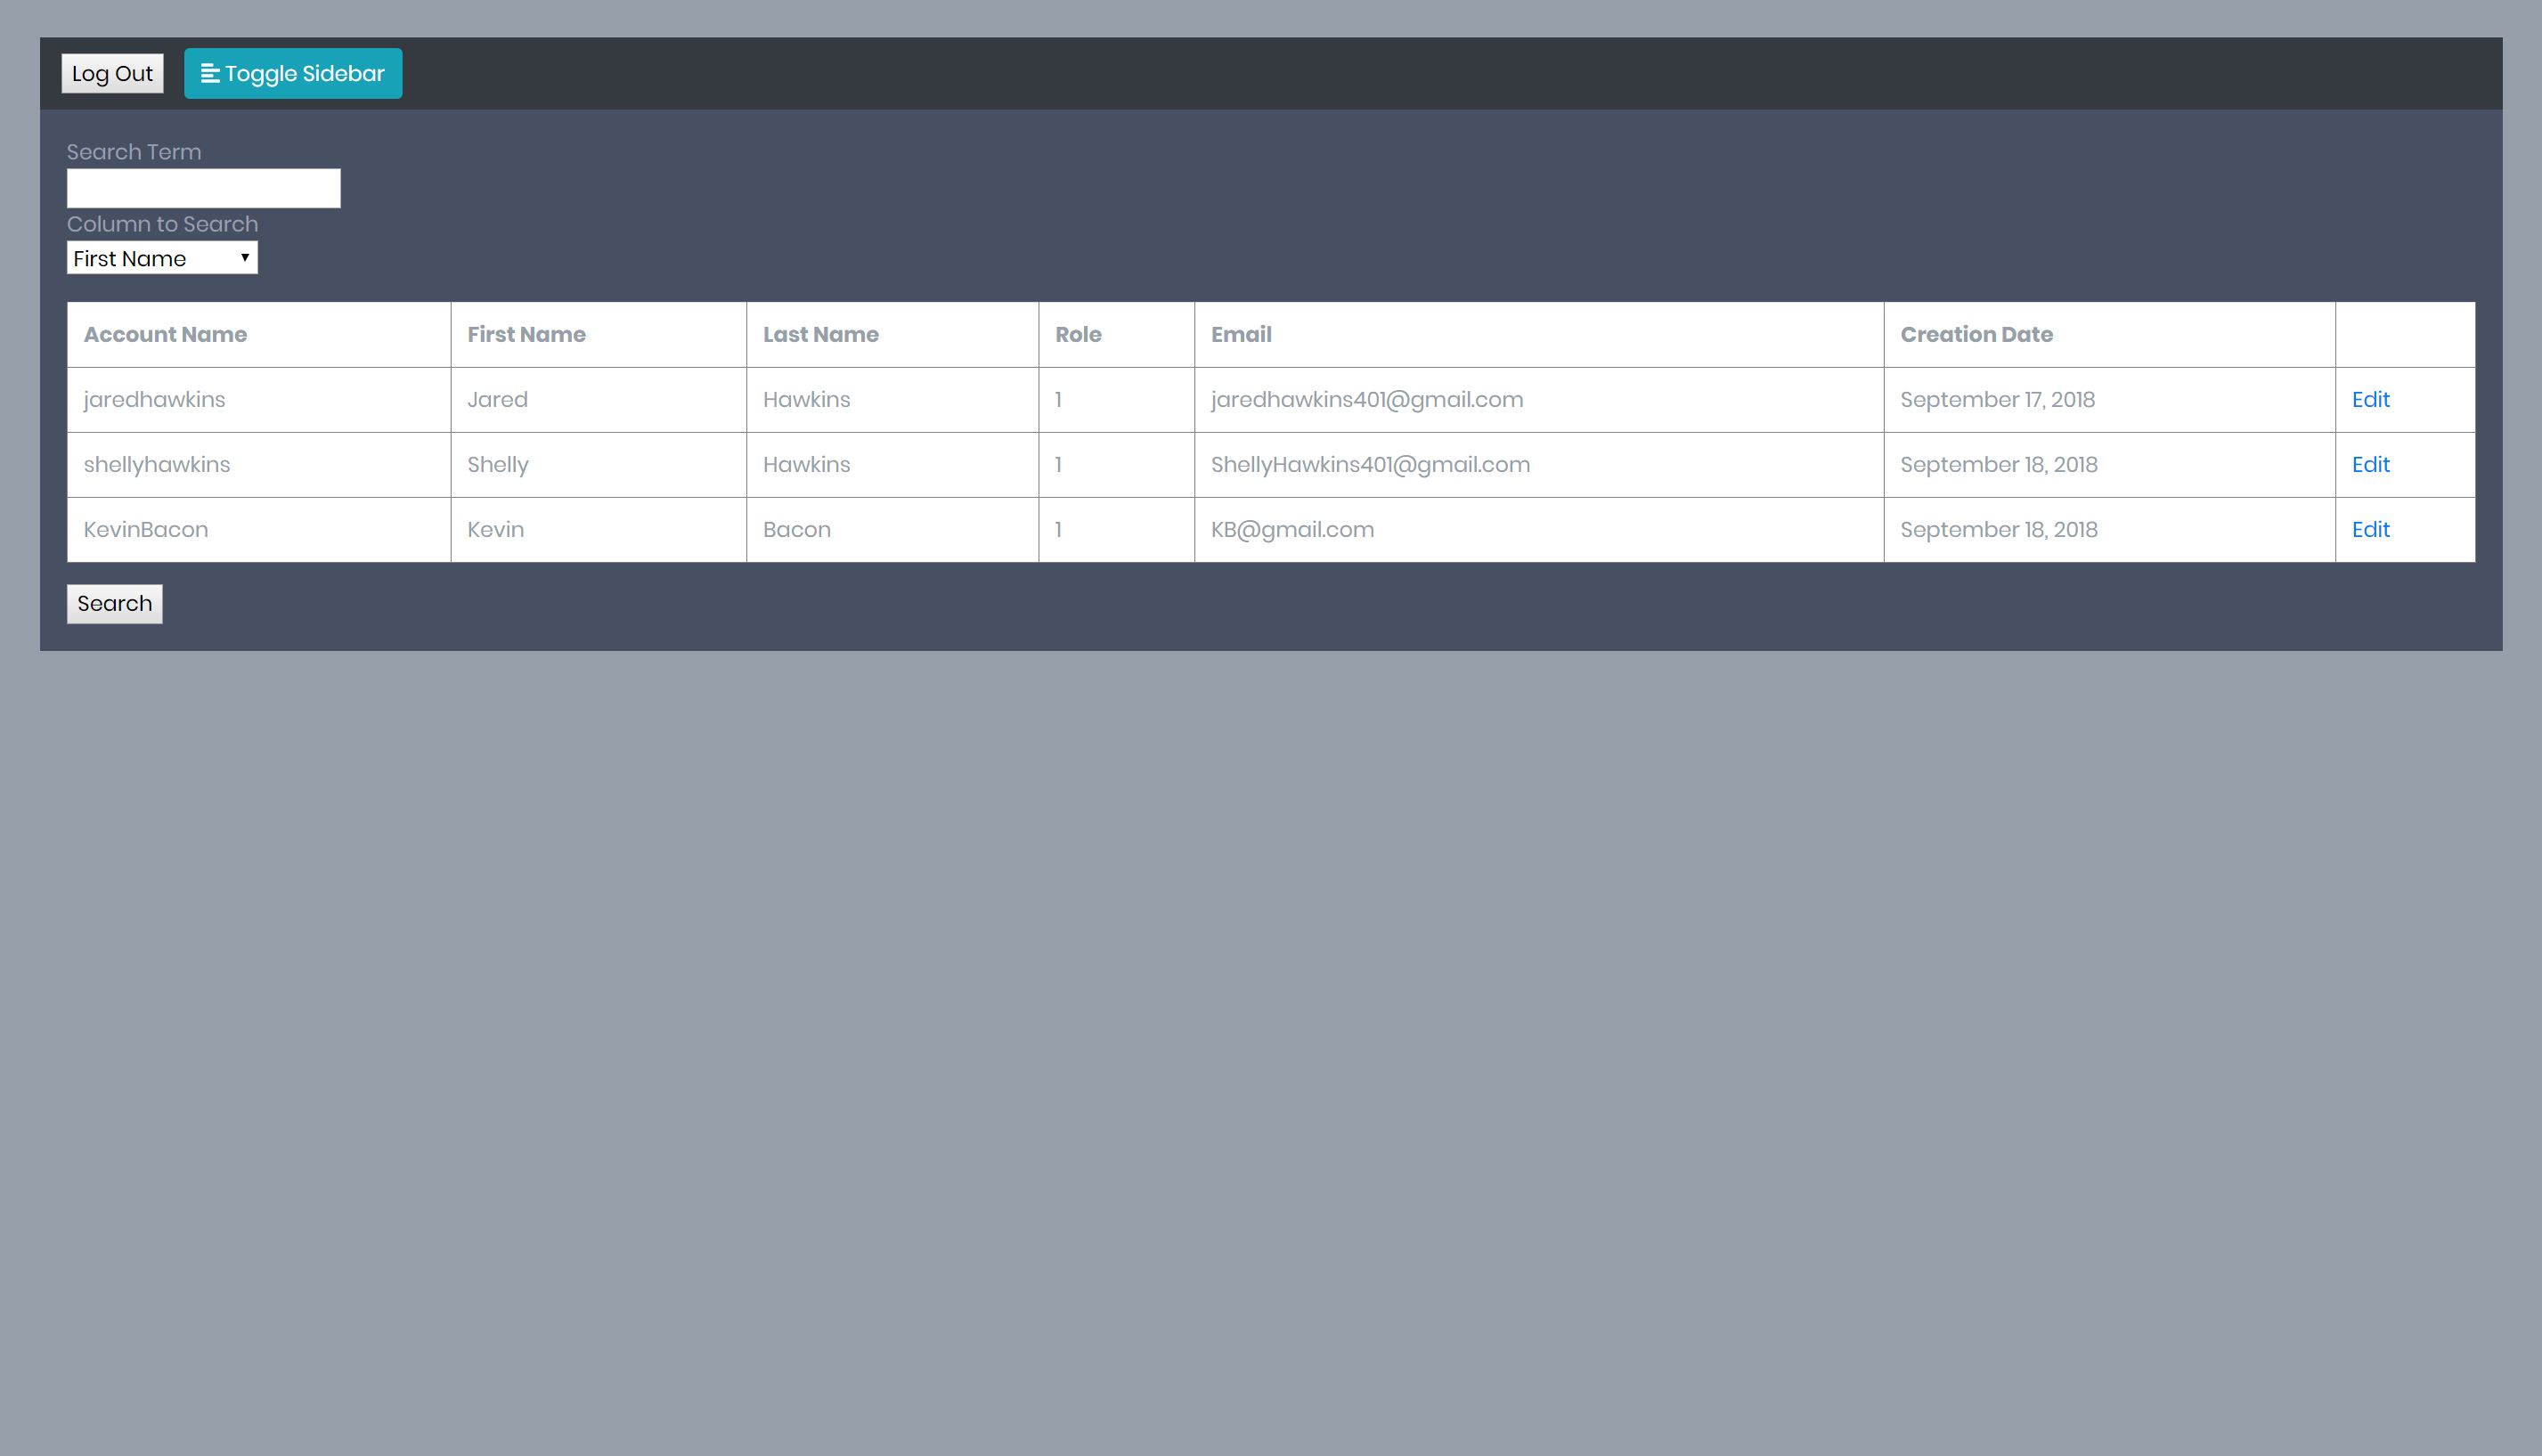 Log Out Toggle Sidebar
Search Term
Column to Search
First Name
Account Name First Name Last Name Role Email Creation Date
jaredhawkins Jared Hawkins 1 jaredhawkins401@gmail.com September 17, 2018 Edit
shellyhawkins Shelly Hawkins 1 ShellyHawkins401@gmail.com September 18, 2018 Edit
KevinBacon Kevin Bacon 1 KB@gmail.com September 18, 2018 Edit
Search